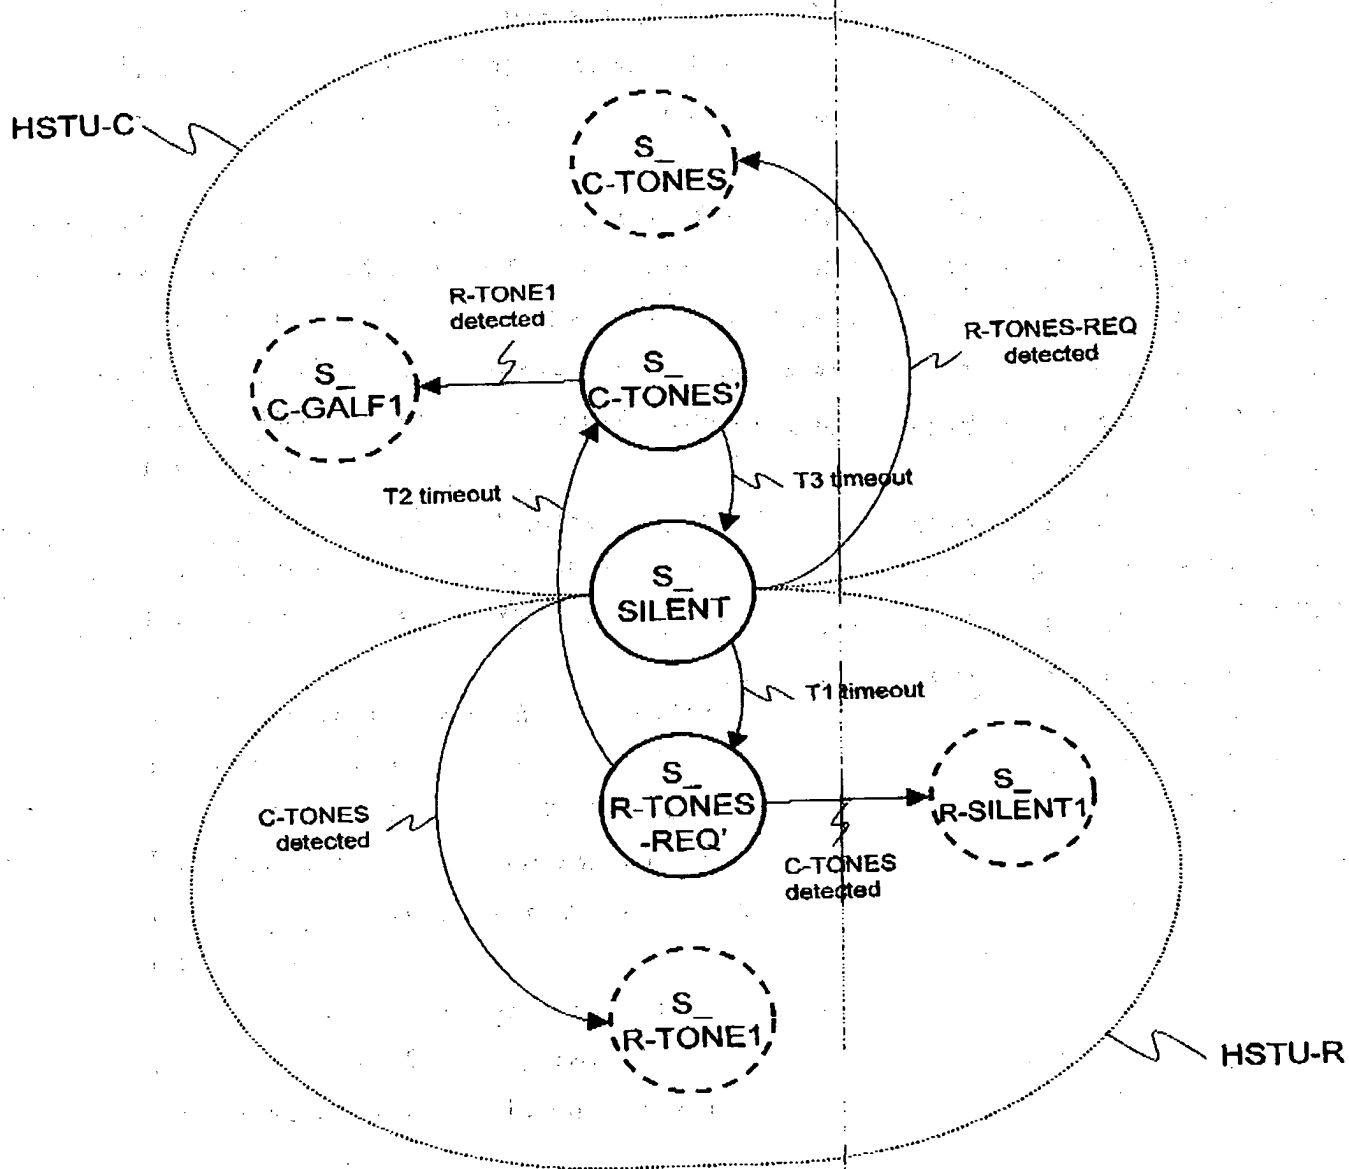 HSTU-C
S_
C-TONES
R-TONE1
detected
R-TONES-REQ
detected
S_
C-GALF1
S_
C-TONES'
T2 timeout
T3 timeout
S_
SILENT
T1 timeout
C-TONES
detected
S_
R-TONES
-REQ'
S_
R-SILENT1
C-TONES
detected
S_
R-TONE1
HSTU-R